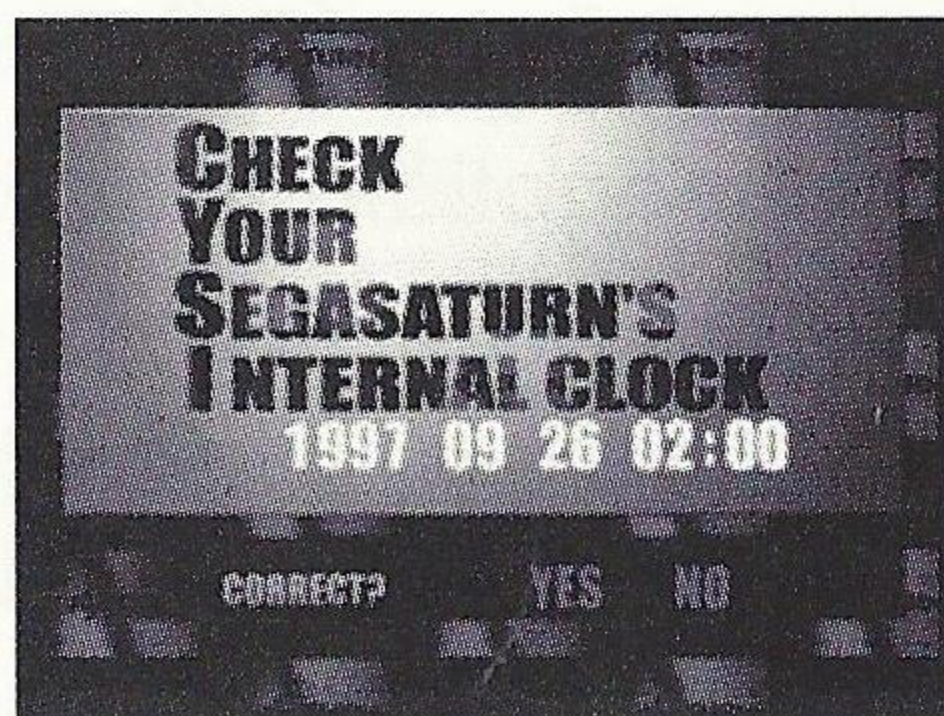 CHECK
YOUR
SEGASATURN'S
INTERNAL CLOCK
1997 09 26 02:00
CORRECT? YES NO